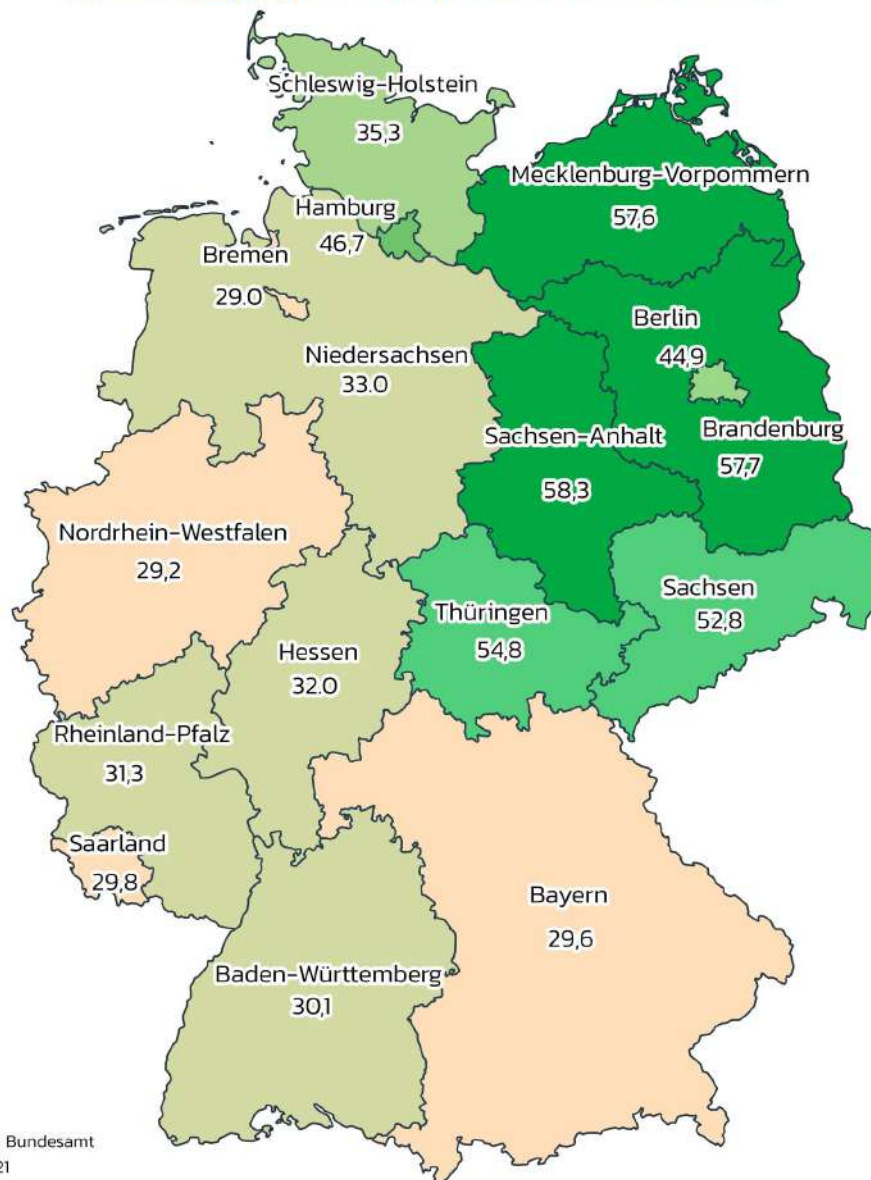 Schleswig-Holstein
35,3
Mecklenburg-Vorpommern
57,6
Hamburg
46,7
Bremen
29.0
Berlin
44,9
Niedersachsen
33.0
Sachsen-Anhalt
58,3
Brandenburg
57,7
Nordrhein-Westfalen
29,2
Sachsen
52,8
Thüringen
54,8
Hessen
32.0
Rheinland-Pfalz
31,3
Saarland
29,8
Bayern
29,6
Baden-Württemberg
30,1
Bundesamt
21